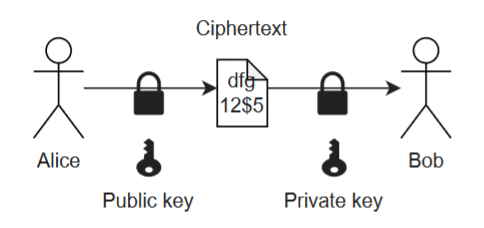 Ciphertext
dfg
12$5
Alice
Bob
Public key
Private key